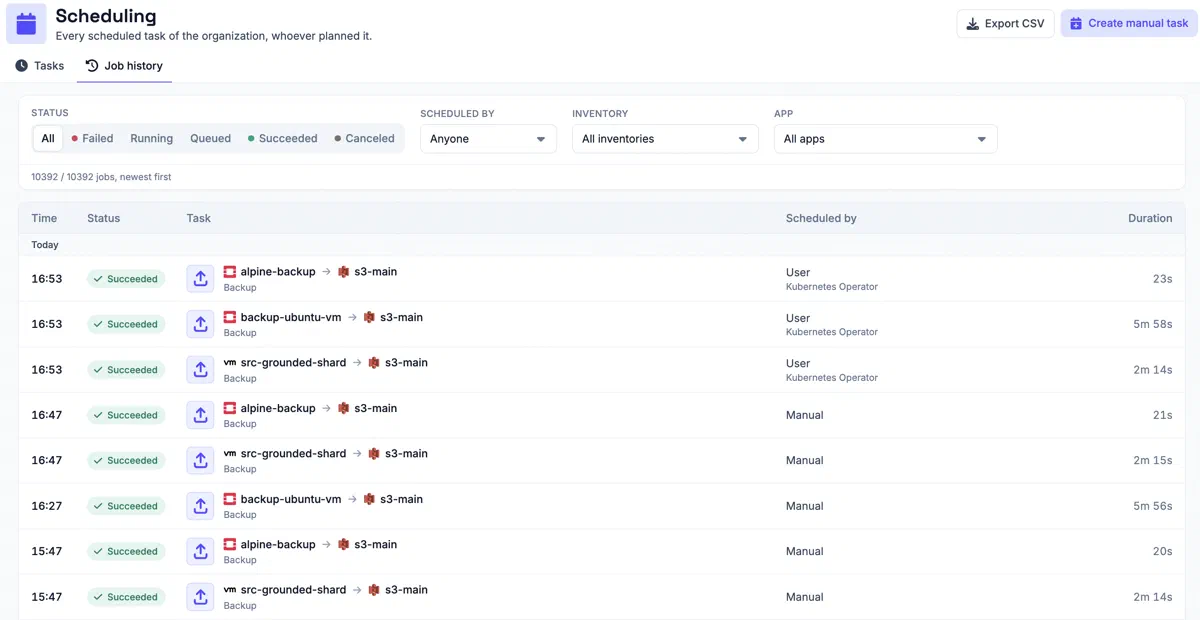 Scheduling
Every scheduled task of the organization, whoever planned it.
Export CSV
Create manual task
Tasks
Job history
STATUS
All
Failed
Running
Queued
Succeeded
Canceled
SCHEDULED BY
Anyone
INVENTORY
All inventories
APP
All apps
10392 / 10392 jobs, newest first
Time Status Task Scheduled by Duration
Today
16:53 Succeeded alpine-backup → s3-main User 23s
Backup Kubernetes Operator
16:53 Succeeded backup-ubuntu-vm → s3-main User 5m 58s
Backup Kubernetes Operator
16:53 Succeeded vm src-grounded-shard → s3-main User 2m 14s
Backup Kubernetes Operator
16:47 Succeeded alpine-backup → s3-main Manual 21s
Backup
16:47 Succeeded vm src-grounded-shard → s3-main Manual 2m 15s
Backup
16:27 Succeeded backup-ubuntu-vm → s3-main Manual 5m 56s
Backup
15:47 Succeeded alpine-backup → s3-main Manual 20s
Backup
15:47 Succeeded vm src-grounded-shard → s3-main Manual 2m 14s
Backup